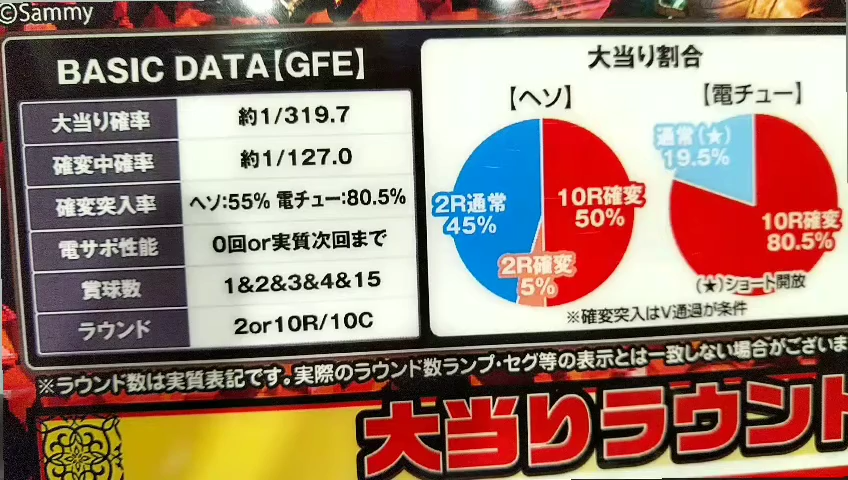 ©Sammy
BASIC DATA【GFE】
大当り確率 約1/319.7
確変中確率 約1/127.0
確変突入率 ヘソ:55% 電チュー:80.5%
電サポ性能 0回or実質次回まで
賞球数 1&2&3&4&15
ラウンド 2or10R/10C
大当り割合
【ヘソ】
2R通常
45%
10R確変
50%
2R確変
5%
【電チュー】
通常(★)
19.5%
10R確変
80.5%
(★)ショート開放
※確変突入はV通過が条件
※ラウンド数は実質表記です。実際のラウンド数ランプ・セグ等の表示とは一致しない場合がございま
大当りラウント